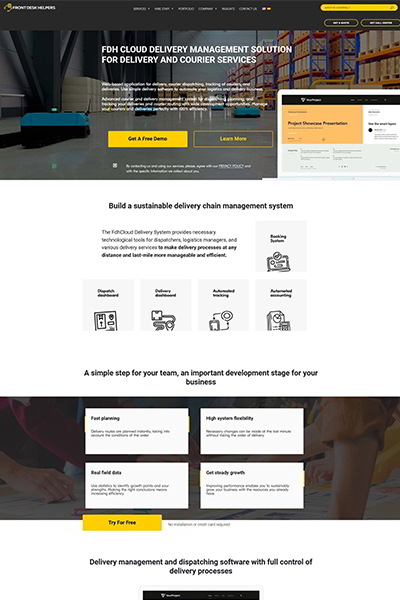 FRONT DESK HELPERS
SERVICES
HIRE STAFF
PORTFOLIO
COMPANY
INSIGHTS
CONTACT US
GET A QUOTE
GET CALL CENTER
FDH CLOUD DELIVERY MANAGEMENT SOLUTION
FOR DELIVERY AND COURIER SERVICES
Web-based application for delivery, courier dispatching, tracking of couriers and
deliveries. Use simple delivery software to automate your logistics and delivery business.
Advanced courier and delivery management system for dispatching, planning, and
tracking your deliveries and courier routing with wide development opportunities. Manage
your couriers and deliveries perfectly with 100% efficiency.
Get A Free Demo
Learn More
By contacting us and using our services, please, agree with our PRIVACY POLICY and
with the specific information we collect about you.
YourProject
Project Showcase Presentation
Build a sustainable delivery chain management system
The FdhCloud Delivery System provides necessary
technological tools for dispatchers, logistics managers, and
various delivery services to make delivery processes at any
distance and last-mile more manageable and efficient.
Booking
System
Dispatch
dashboard
Delivery
dashboard
Automated
tracking
Automated
accounting
A simple step for your team, an important development stage for your
business
Fast planning
Delivery routes are planned instantly, taking into
account the conditions of the order
High system flexibility
Necessary changes can be made at the last minute
without risking the order of delivery
Real field data
Use statistics to identify growth points and your
strengths. Making the right conclusions means
increasing efficiency.
Get steady growth
Improving performance enables you to sustainably
grow your business with the resources you already
have.
Try For Free
No installation or credit card required
Delivery management and dispatching software with full control of
delivery processes
YourProject